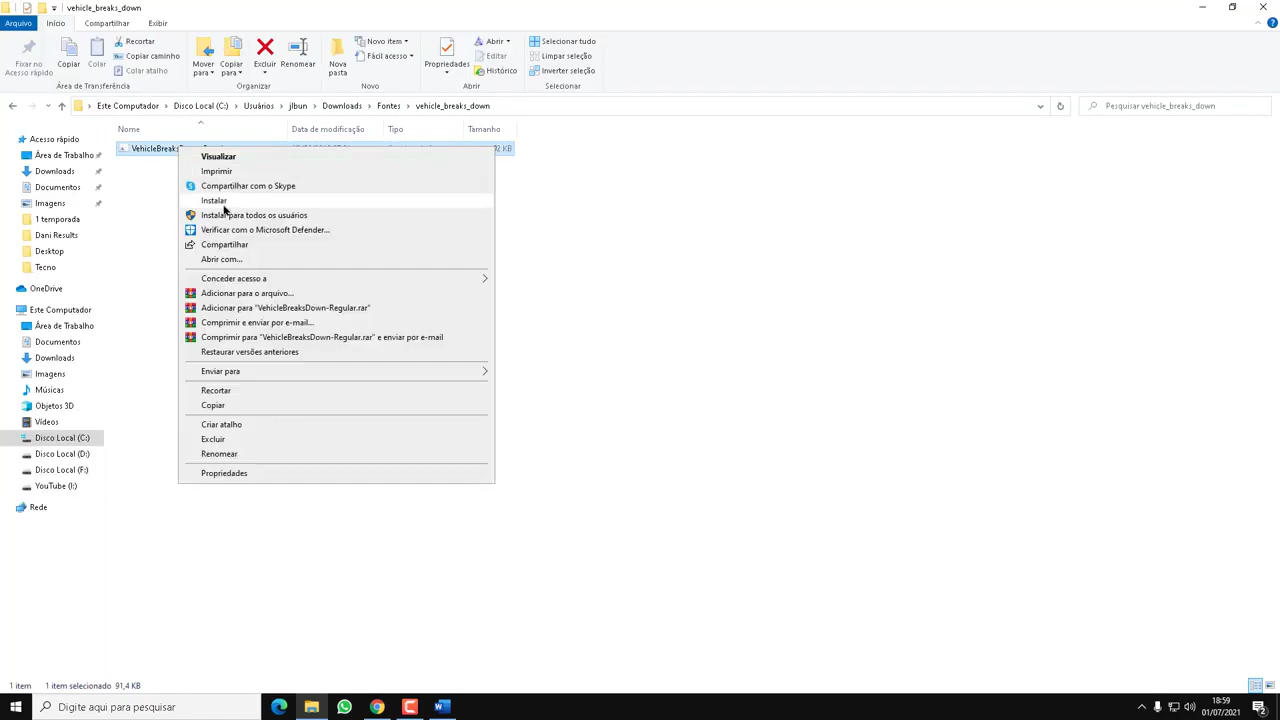 vehicle_breaks_down
Arquivo Início Compartilhar Exibir
Fixar no
Acesso rápido
Copiar
Colar
Recortar
Copiar caminho
Colar atalho
Área de Transferência
Mover
para
Copiar
para
Excluir
Renomear
Organizar
Nova
pasta
Novo item
Fácil acesso
Novo
Propriedades
Abrir
Editar
Histórico
Abrir
Selecionar tudo
Limpar seleção
Inverter seleção
Selecionar
Este Computador > Disco Local (C:) > Usuários > jlbun > Downloads > Fontes > vehicle_breaks_down
Pesquisar vehicle_breaks_down
Nome Data de modificação Tipo Tamanho
Acesso rápido
Área de Trabalho
Downloads
Documentos
Imagens
1 temporada
Dani Results
Desktop
Tecno
OneDrive
Este Computador
Área de Trabalho
Documentos
Downloads
Imagens
Músicas
Objetos 3D
Vídeos
Disco Local (C:)
Disco Local (D:)
Disco Local (F:)
YouTube (I:)
Rede
KB
Visualizar
Imprimir
Compartilhar com o Skype
Instalar
Instalar para todos os usuários
Verificar com o Microsoft Defender...
Compartilhar
Abrir com...
Conceder acesso a
Adicionar para o arquivo...
Adicionar para "VehicleBreaksDown-Regular.rar"
Comprimir e enviar por e-mail...
Comprimir para "VehicleBreaksDown-Regular.rar" e enviar por e-mail
Restaurar versões anteriores
Enviar para
Recortar
Copiar
Criar atalho
Excluir
Renomear
Propriedades
1 item 1 item selecionado 91,4 KB
Digite aqui para pesquisar
18:59
01/07/2021
2